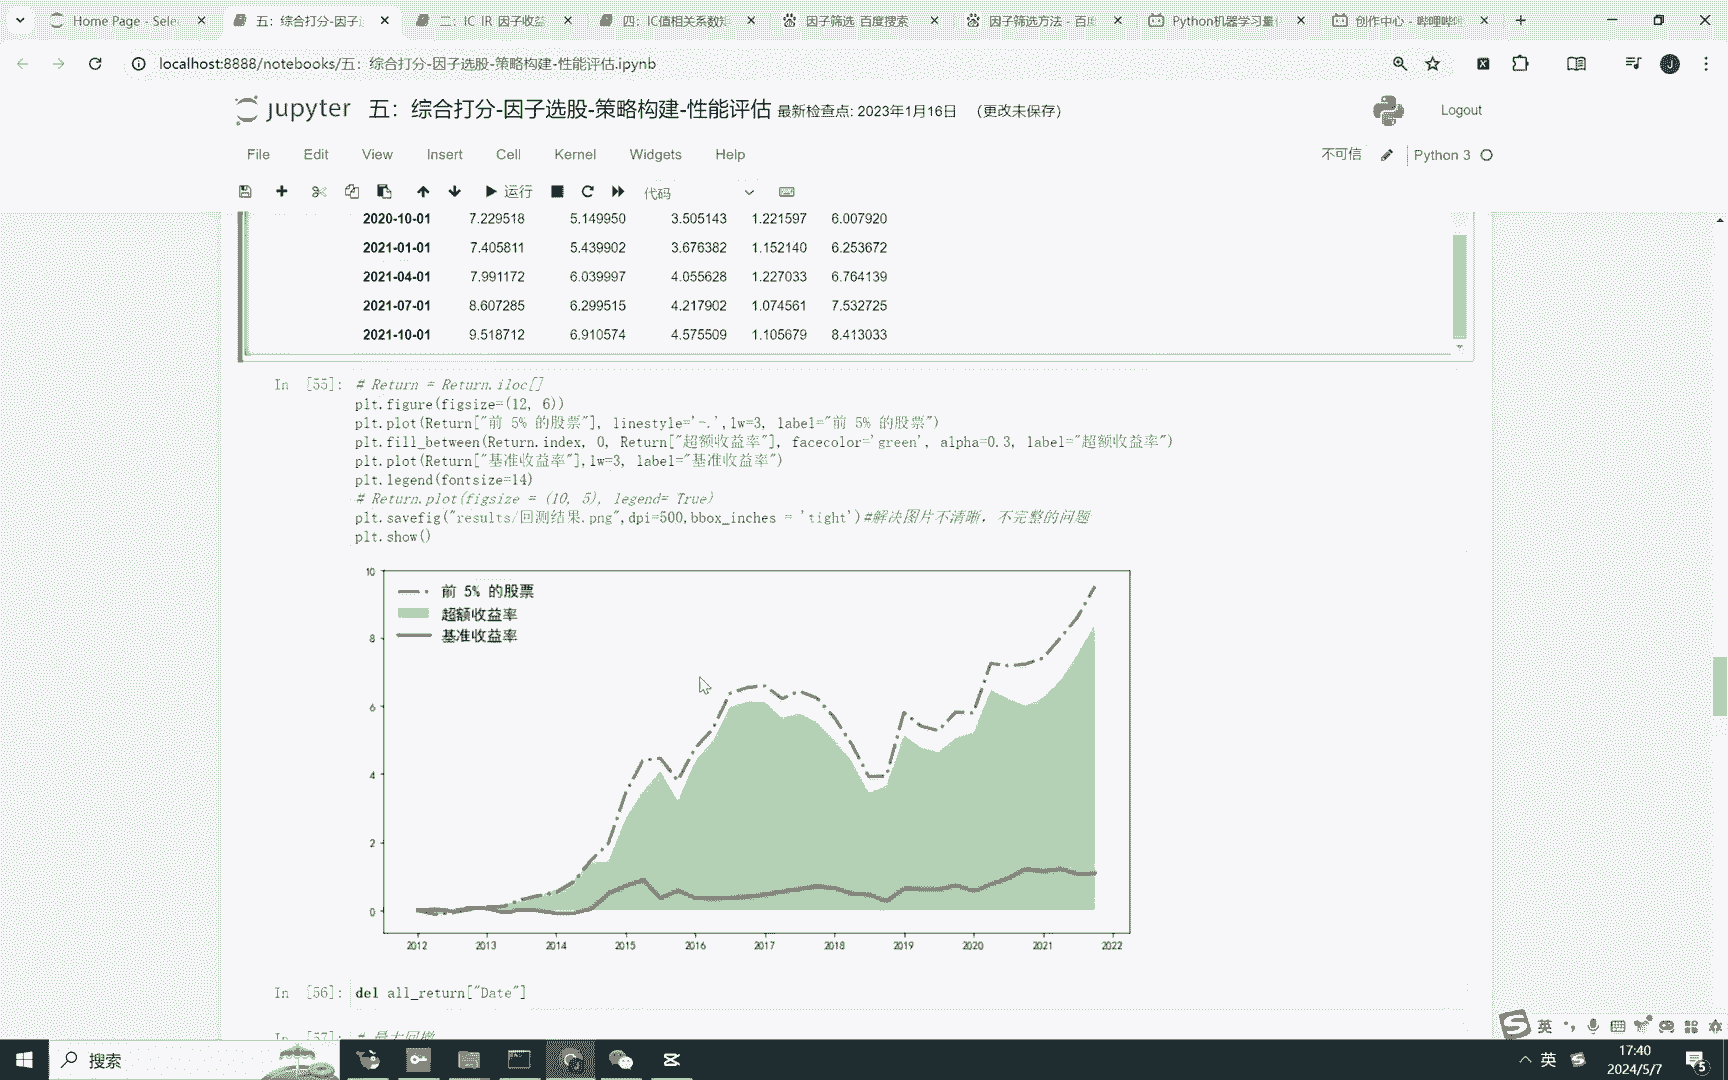 Home Page - Sele
五：综合打分-因子
二：IC_IR_因子收益
四：IC值相关系数矩
因子筛选_百度搜索
因子筛选方法 - 百度
Python机器学习量化
创作中心 - 哔哩哔哩
localhost:8888/notebooks/五：综合打分-因子选股-策略构建-性能评估.ipynb
jupyter 五：综合打分-因子选股-策略构建-性能评估 最新检查点: 2023年1月16日 （更改未保存）
Logout
File Edit View Insert Cell Kernel Widgets Help
不可信 Python 3
运行 代码
2020-10-01 7.229518 5.149950 3.505143 1.221597 6.007920
2021-01-01 7.405811 5.439902 3.676382 1.152140 6.253672
2021-04-01 7.991172 6.039997 4.055628 1.227033 6.764139
2021-07-01 8.607285 6.299515 4.217902 1.074561 7.532725
2021-10-01 9.518712 6.910574 4.575509 1.105679 8.413033
In [55]: # Return = Return.iloc[]
plt.figure(figsize=(12, 6))
plt.plot(Return["前 5% 的股票"], linestyle='-.',lw=3, label="前 5% 的股票")
plt.fill_between(Return.index, 0, Return["超额收益率"], facecolor='green', alpha=0.3, label="超额收益率")
plt.plot(Return["基准收益率"],lw=3, label="基准收益率")
plt.legend(fontsize=14)
# Return.plot(figsize = (10, 5), legend= True)
plt.savefig("results/回测结果.png",dpi=500,bbox_inches = 'tight')#解决图片不清晰，不完整的问题
plt.show()
10
前 5% 的股票
超额收益率
基准收益率
8
6
4
2
0
2012 2013 2014 2015 2016 2017 2018 2019 2020 2021 2022
In [56]: del all_return["Date"]
In [57]: # 最大回撤
英
搜索
英
17:40
2024/5/7
5